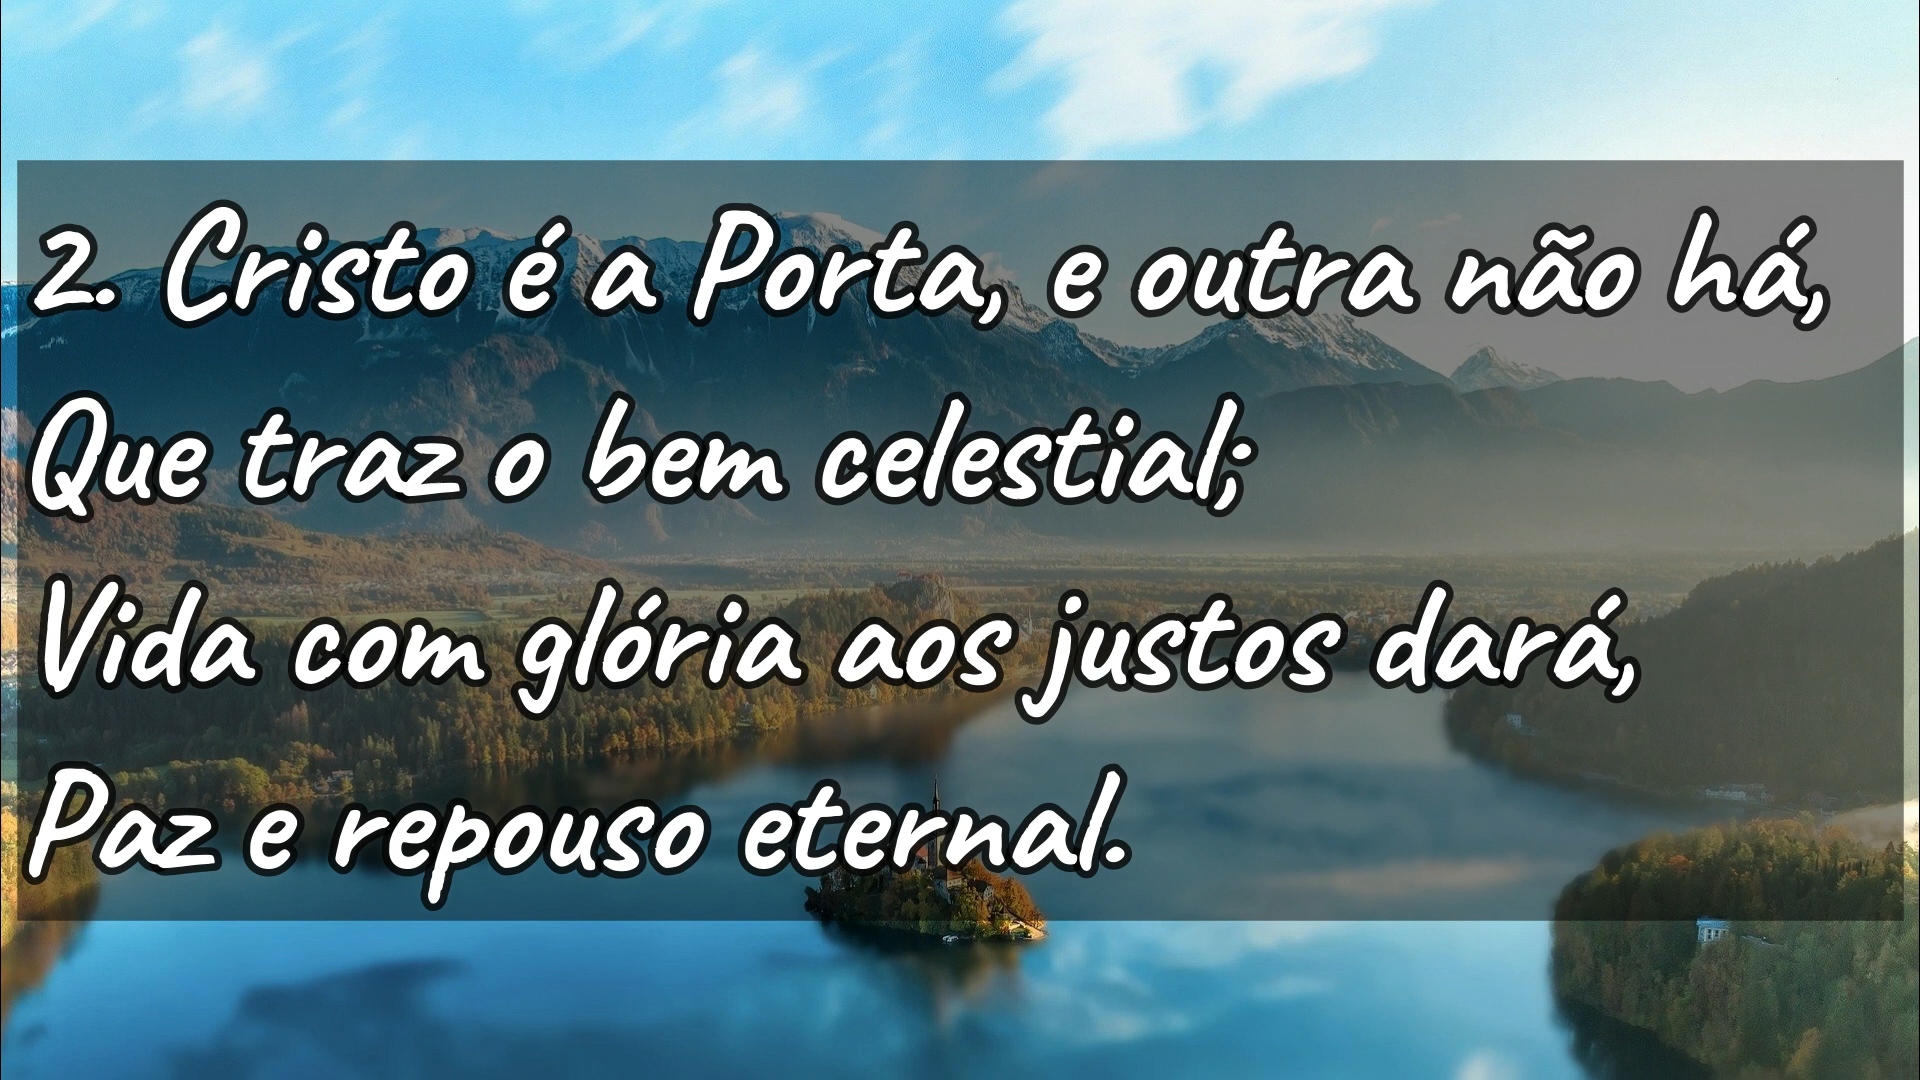 2. Cristo é a Porta, e outra não há,
Que traz o bem celestial;
Vida com glória aos justos dará,
Paz e repouso eternal.